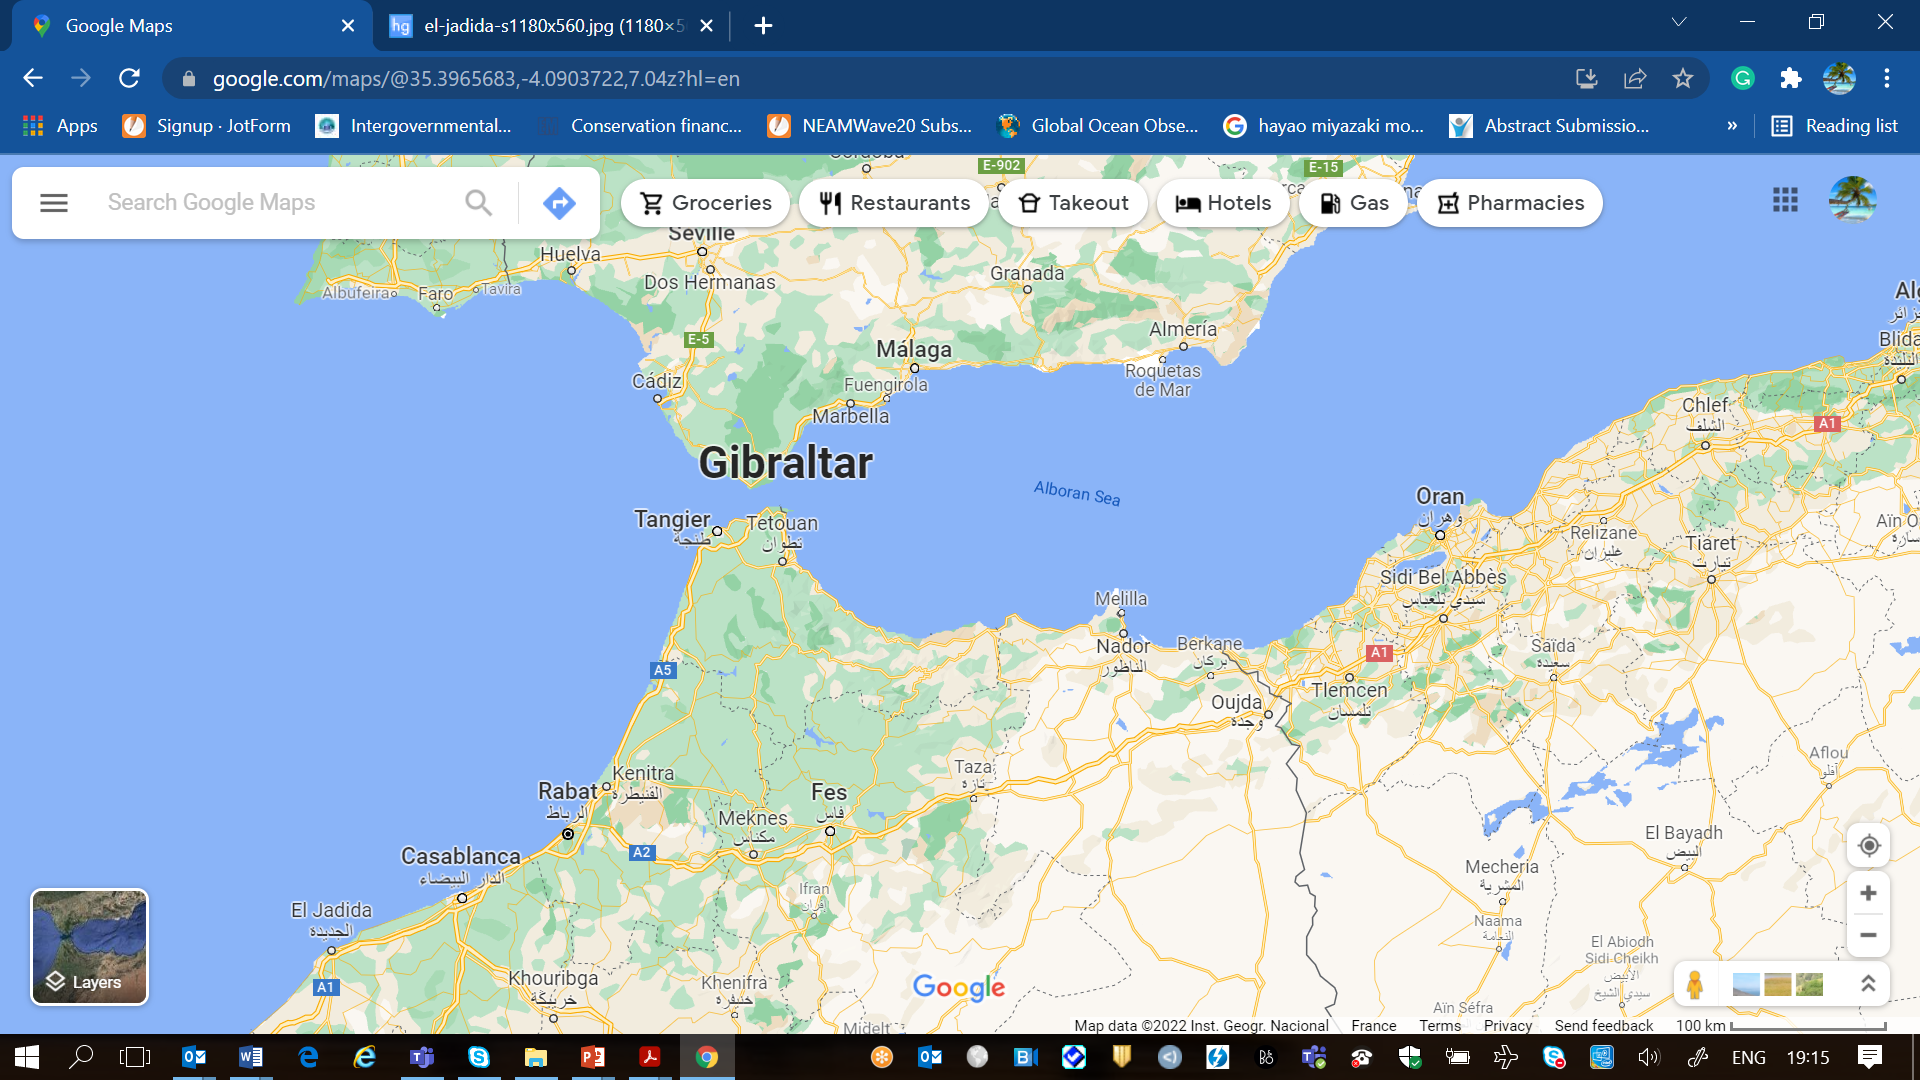 Google Maps
el-jadida-s1180x560.jpg (1180×5
google.com/maps/@35.3965683,-4.0903722,7.04z?hl=en
Apps
Signup · JotForm
Intergovernmental...
Conservation financ...
NEAMWave20 Subs...
Global Ocean Obse...
hayao miyazaki mo...
Abstract Submissio...
»
Reading list
Search Google Maps
Groceries
Restaurants
Takeout
Hotels
Gas
Pharmacies
E-902
E-15
Seville
Huelva
Dos Hermanas
Granada
Albufeira
Faro
Tavira
Almería
E-5
Málaga
Blida
البليدة
Cádiz
Fuengirola
Roquetas
de Mar
Marbella
Chlef
الشلف
A1
Gibraltar
Alboran Sea
Oran
وهران
Tangier
طنجة
Tetouan
تطوان
Relizane
غليزان
Tiaret
تيارت
Sidi Bel Abbès
سيدي بلعباس
Melilla
Nador
الناظور
Berkane
بركان
A1
Saïda
سعيدة
A5
Tlemcen
تلمسان
Oujda
وجدة
Aflou
أفلو
Taza
تازة
Kenitra
القنيطرة
Rabat
الرباط
Fes
فاس
Meknes
مكناس
El Bayadh
البيض
A2
Casablanca
الدار البيضاء
Mecheria
المشرية
Ifran
إفران
Naama
النعامة
El Jadida
الجديدة
El Abiodh
Sidi Cheikh
الأبيض
سيدي الشيخ
Layers
A1
Khouribga
خريبكة
Khenifra
خنيفرة
Google
Aïn Séfra
Midelt
Map data ©2022 Inst. Geogr. Nacional
France
Terms
Privacy
Send feedback
100 km
ENG
19:15